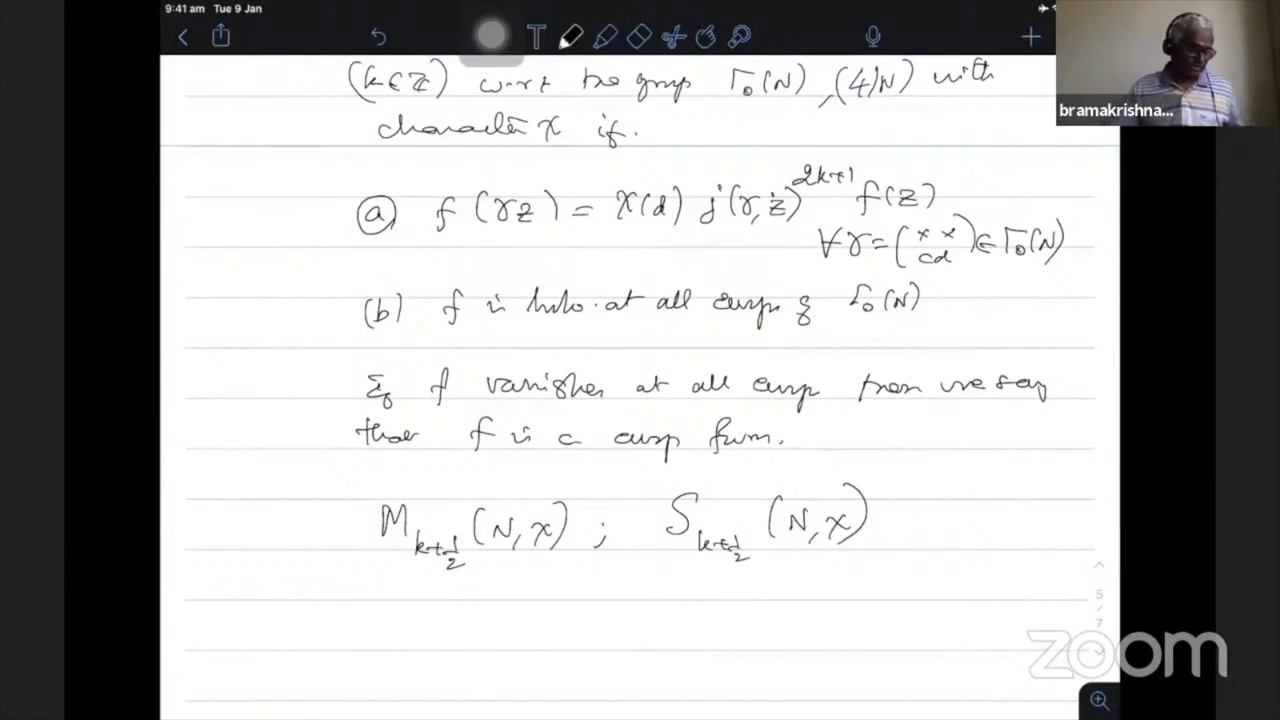 9:41 am Tue 9 Jan
(k∈ℤ) w.r.t the group Γ₀(N), (4|N) with
character χ if.
(a) f(γz) = χ(d) j(γ,z)^{2k+1} f(z)
∀ γ = (× × / c d) ∈ Γ₀(N)
(b) f is holo. at all cusps of Γ₀(N)
If f vanishes at all cusps then we say
that f is a cusp form.
M_{k+1/2}(N,χ) ; S_{k+1/2}(N,χ)
bramakrishna...
5
/
7
zoom